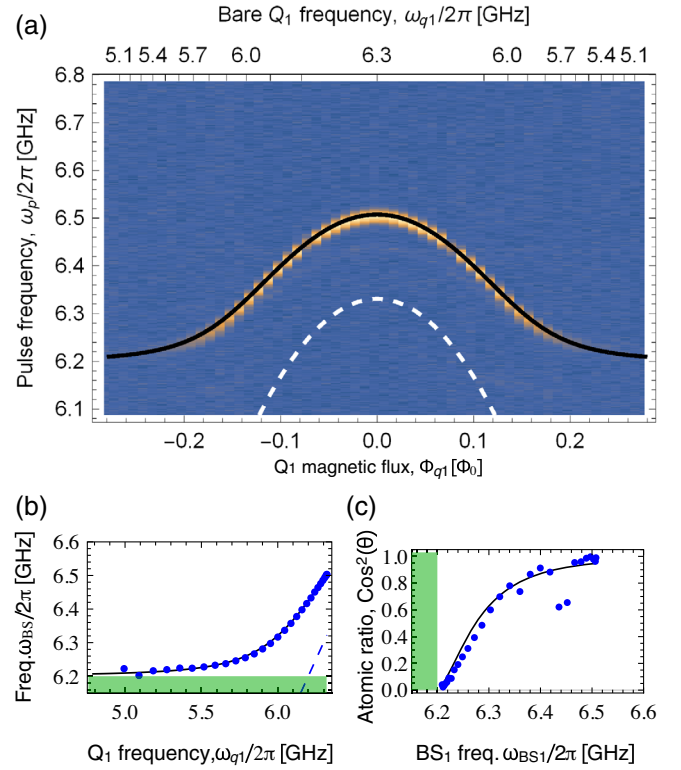 Bare Q1 frequency, ωq1/2π [GHz]
(a)
5.1 5.4 5.7 6.0 6.3 6.0 5.7 5.4 5.1
Pulse frequency, ωp/2π [GHz]
6.8
6.7
6.6
6.5
6.4
6.3
6.2
6.1
−0.2 −0.1 0.0 0.1 0.2
Q1 magnetic flux, Φq1[Φ0]
(b)
Freq.ωBS/2π [GHz]
6.6
6.5
6.4
6.3
6.2
5.0 5.5 6.0
Q1 frequency,ωq1/2π [GHz]
(c)
Atomic ratio, Cos²(θ)
1.0
0.8
0.6
0.4
0.2
0.0
6.2 6.3 6.4 6.5 6.6
BS1 freq. ωBS1/2π [GHz]